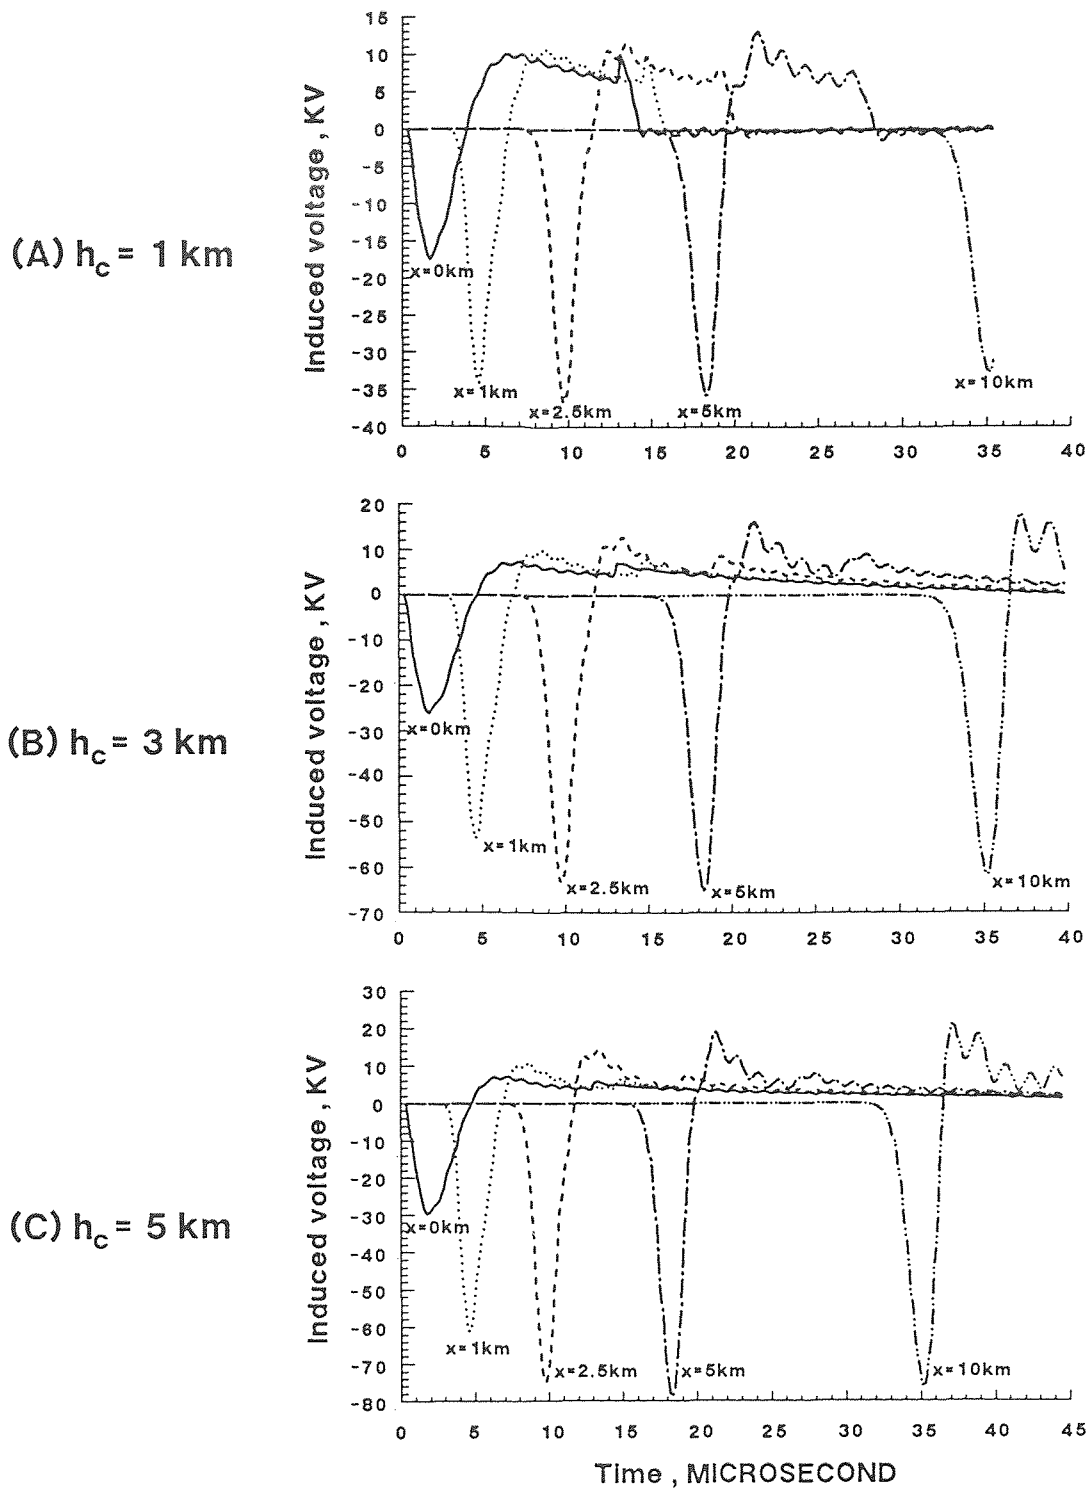 (A) hc = 1 km
Induced voltage , KV
15
10
5
0
-5
-10
-15
-20
-25
-30
-35
-40
x=0km
x=1km
x=2.5km
x=5km
x=10km
0 5 10 15 20 25 30 35 40
(B) hc = 3 km
Induced voltage , KV
20
10
0
-10
-20
-30
-40
-50
-60
-70
x=0km
x=1km
x=2.5km
x=5km
x=10km
0 5 10 15 20 25 30 35 40
(C) hc = 5 km
Induced voltage , KV
30
20
10
0
-10
-20
-30
-40
-50
-60
-70
-80
x=0km
x=1km
x=2.5km
x=5km
x=10km
0 5 10 15 20 25 30 35 40 45
Time , MICROSECOND